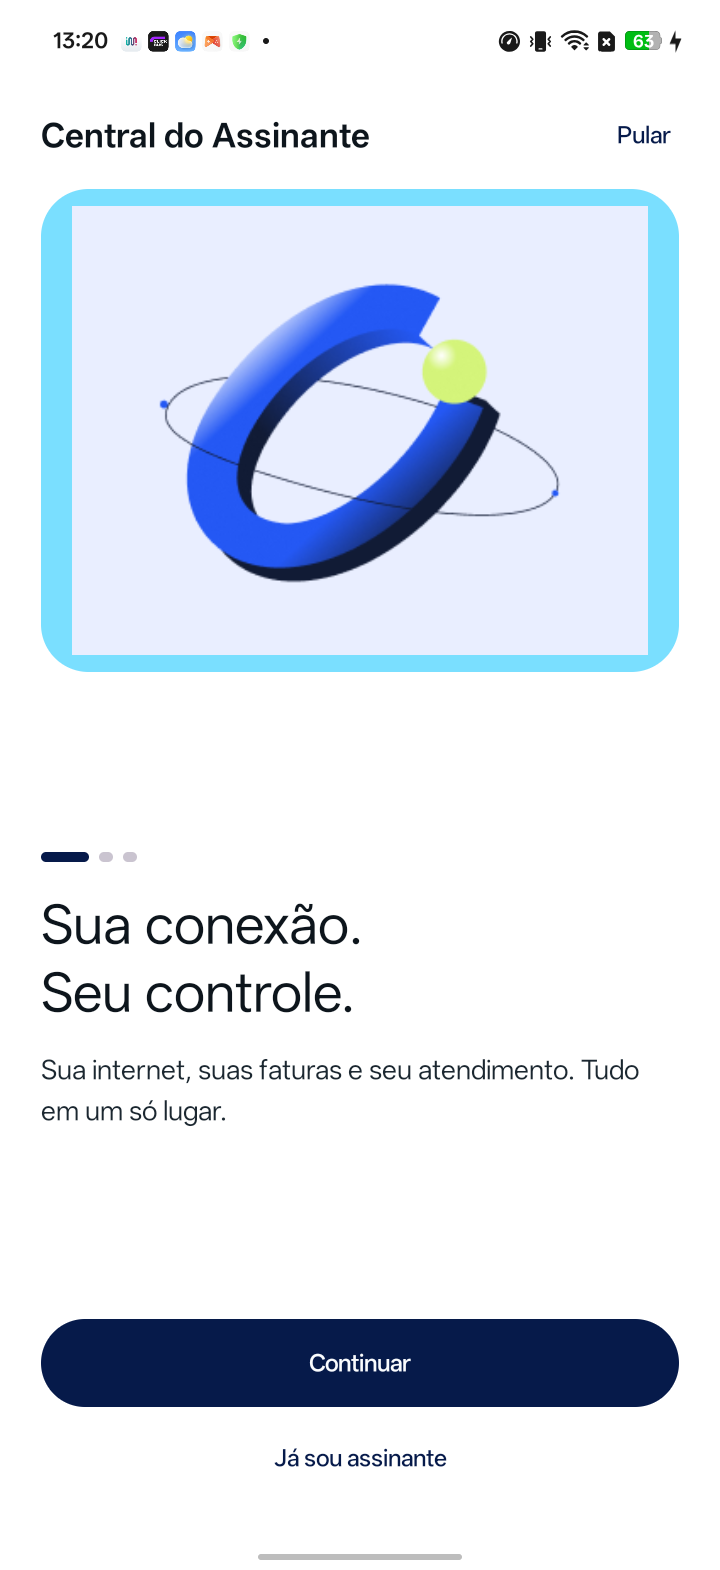 13:20
63
Central do Assinante
Pular
Sua conexão.
Seu controle.
Sua internet, suas faturas e seu atendimento. Tudo
em um só lugar.
Continuar
Já sou assinante